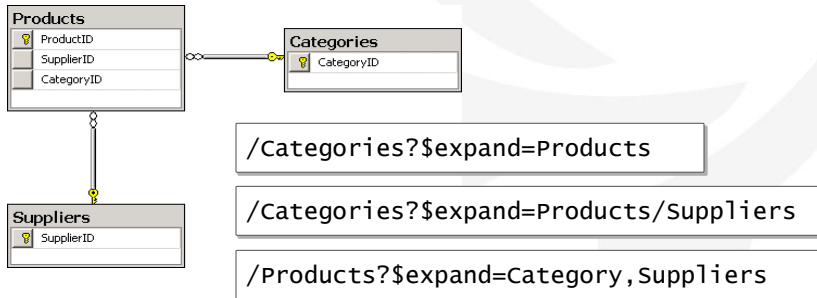 Products
ProductID
SupplierID
CategoryID
Categories
CategoryID
Suppliers
SupplierID
/Categories?$expand=Products
/Categories?$expand=Products/Suppliers
/Products?$expand=Category,Suppliers